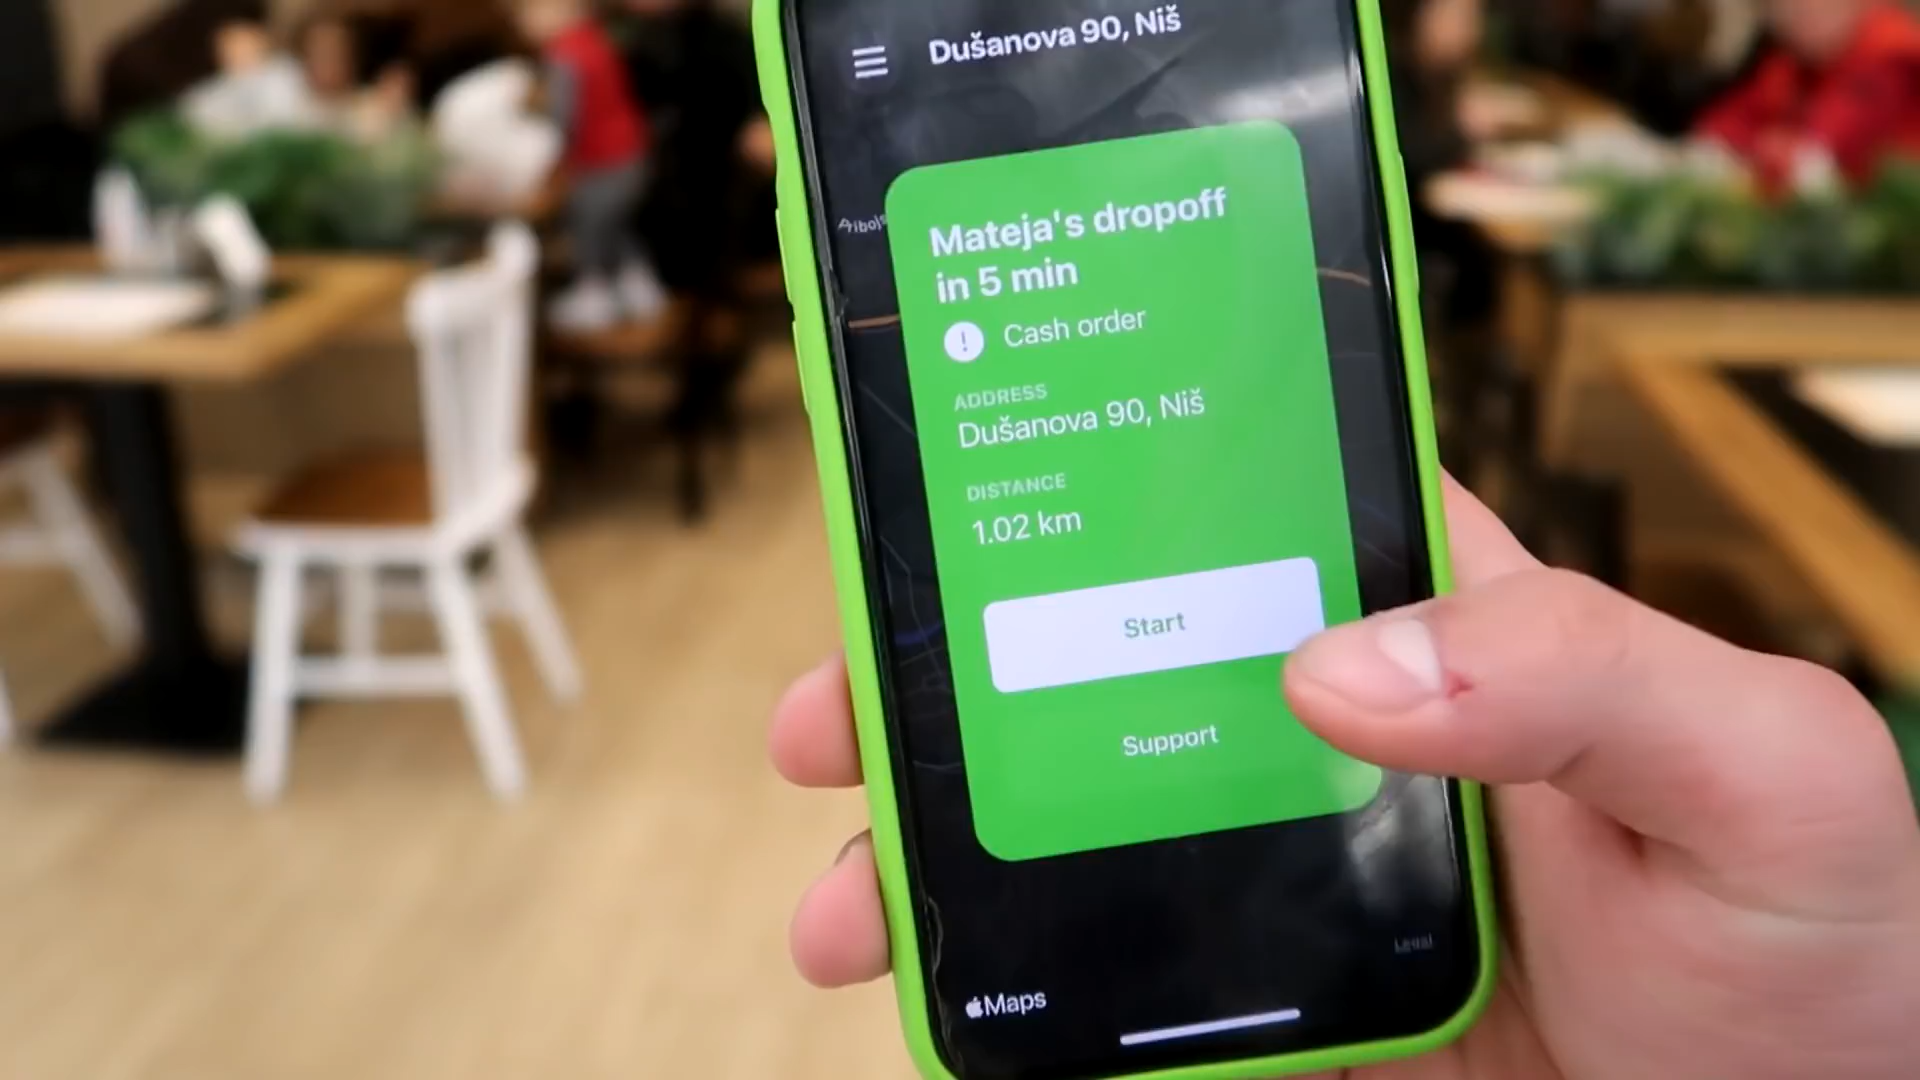 Dušanova 90, Niš
Mateja's dropoff
in 5 min
! Cash order
ADDRESS
Dušanova 90, Niš
DISTANCE
1.02 km
Start
Support
Legal
Maps